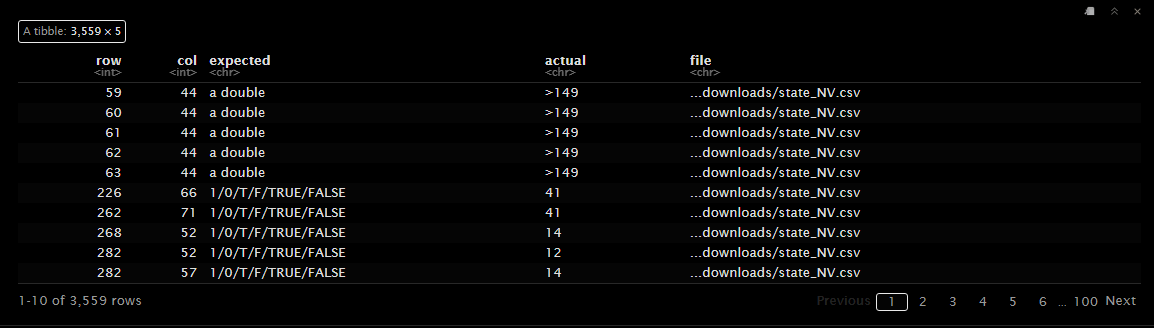 A tibble: 3,559 × 5
row col expected actual file
<int> <int> <chr> <chr> <chr>
59 44 a double >149 ...downloads/state_NV.csv
60 44 a double >149 ...downloads/state_NV.csv
61 44 a double >149 ...downloads/state_NV.csv
62 44 a double >149 ...downloads/state_NV.csv
63 44 a double >149 ...downloads/state_NV.csv
226 66 1/0/T/F/TRUE/FALSE 41 ...downloads/state_NV.csv
262 71 1/0/T/F/TRUE/FALSE 41 ...downloads/state_NV.csv
268 52 1/0/T/F/TRUE/FALSE 14 ...downloads/state_NV.csv
282 52 1/0/T/F/TRUE/FALSE 12 ...downloads/state_NV.csv
282 57 1/0/T/F/TRUE/FALSE 14 ...downloads/state_NV.csv
1-10 of 3,559 rows Previous 1 2 3 4 5 6 ... 100 Next